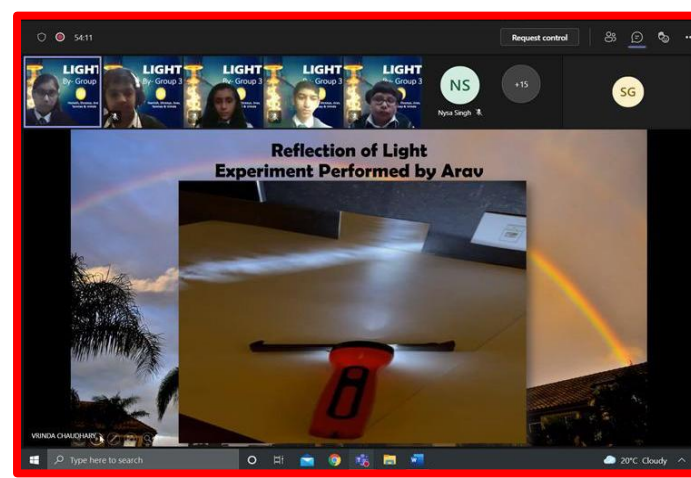 54:11
Request control
LIGHT
By- Group
LIGHT
By- Group 3
LIGHT
By- Group 3
LIGHT
By- Group 3
LIGHT
By- Group 3
NS
Nysa Singh
+15
SG
Reflection of Light
Experiment Performed by Arav
VRINDA CHAUDHARY
Type here to search
20°C Cloudy